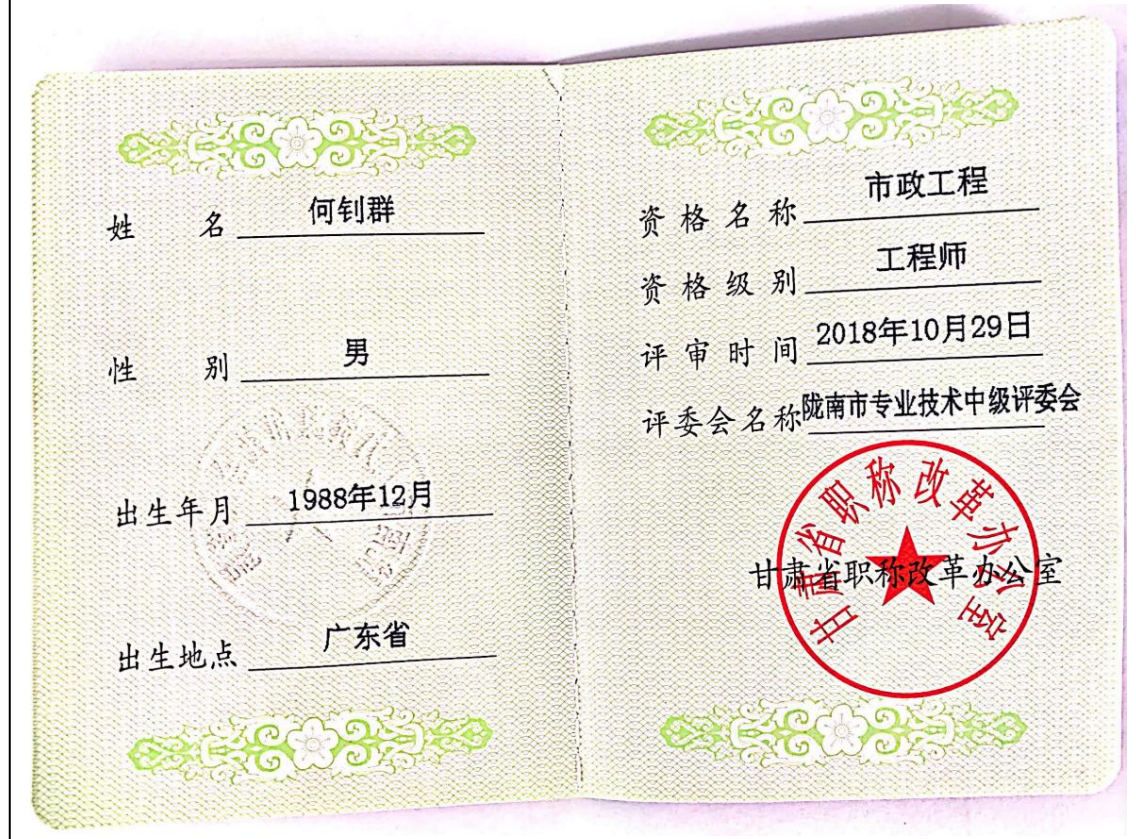 姓 名 何钊群
性 别 男
出生年月 1988年12月
出生地点 广东省
资格名称 市政工程
资格级别 工程师
评审时间 2018年10月29日
评委会名称 陇南市专业技术中级评委会
甘肃省职称改革办公室
甘肃省职称改革办公室